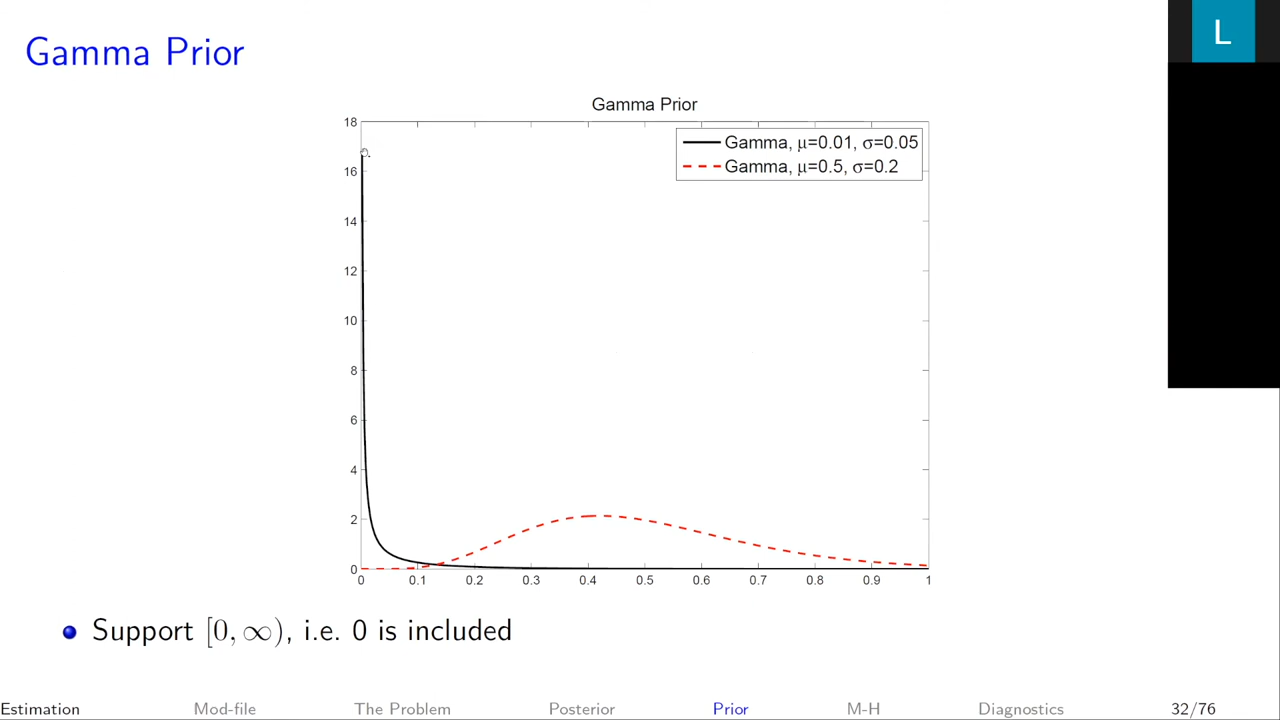 L
Gamma Prior
Gamma Prior
Gamma, μ=0.01, σ=0.05
Gamma, μ=0.5, σ=0.2
18
16
14
12
10
8
6
4
2
0
0 0.1 0.2 0.3 0.4 0.5 0.6 0.7 0.8 0.9 1
Support [0, ∞), i.e. 0 is included
Estimation Mod-file The Problem Posterior Prior M-H Diagnostics 32/76